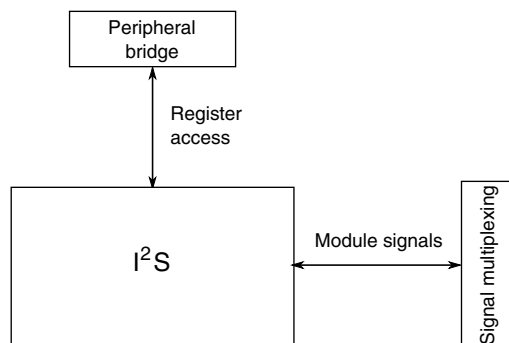 Peripheral
bridge
Register
access
I²S
Module signals
Signal multiplexing